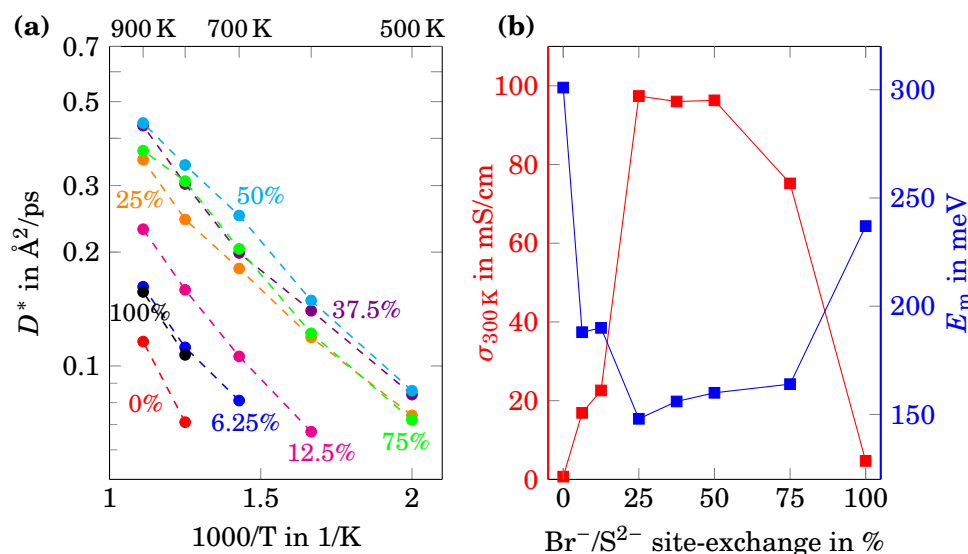 (a)
900 K 700 K 500 K
0.7
0.5
0.3
0.2
0.1
D* in Å²/ps
25%
50%
37.5%
100%
0%
6.25%
12.5%
75%
1 1.5 2
1000/T in 1/K
(b)
100
80
60
40
20
0
σ300 K in mS/cm
300
250
200
150
Em in meV
0 25 50 75 100
Br⁻/S²⁻ site-exchange in %